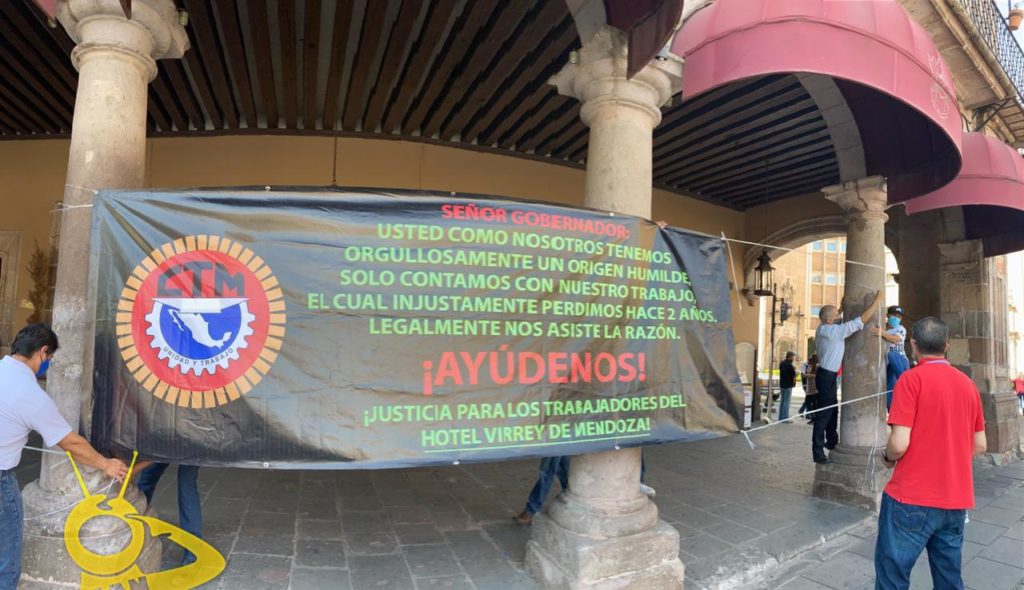 CTM
UNIDAD Y TRABAJO
SEÑOR GOBERNADOR:
USTED COMO NOSOTROS TENEMOS
ORGULLOSAMENTE UN ORIGEN HUMILDE,
SOLO CONTAMOS CON NUESTRO TRABAJO,
EL CUAL INJUSTAMENTE PERDIMOS HACE 2 AÑOS.
LEGALMENTE NOS ASISTE LA RAZÓN.
¡AYÚDENOS!
¡JUSTICIA PARA LOS TRABAJADORES DEL
HOTEL VIRREY DE MENDOZA!